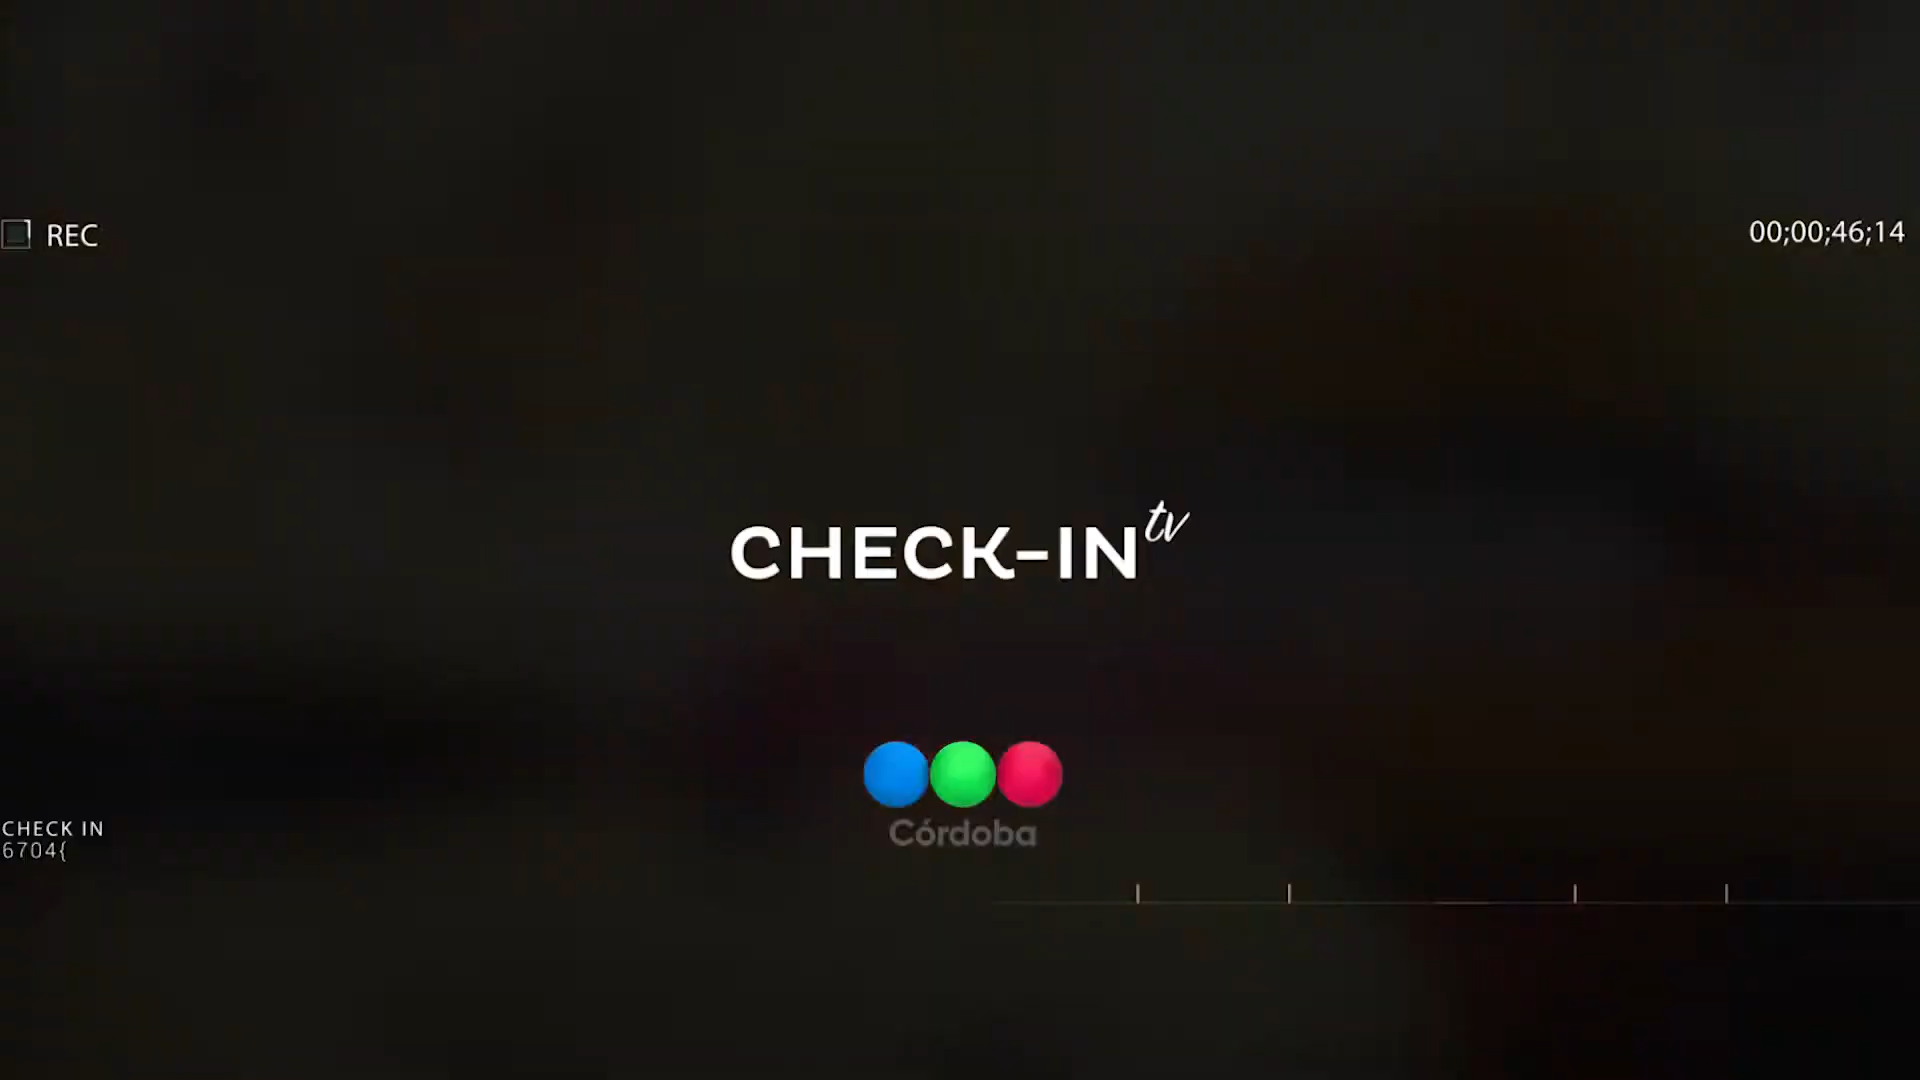 REC
00;00;46;14
CHECK-IN tv
Córdoba
CHECK IN
6704{